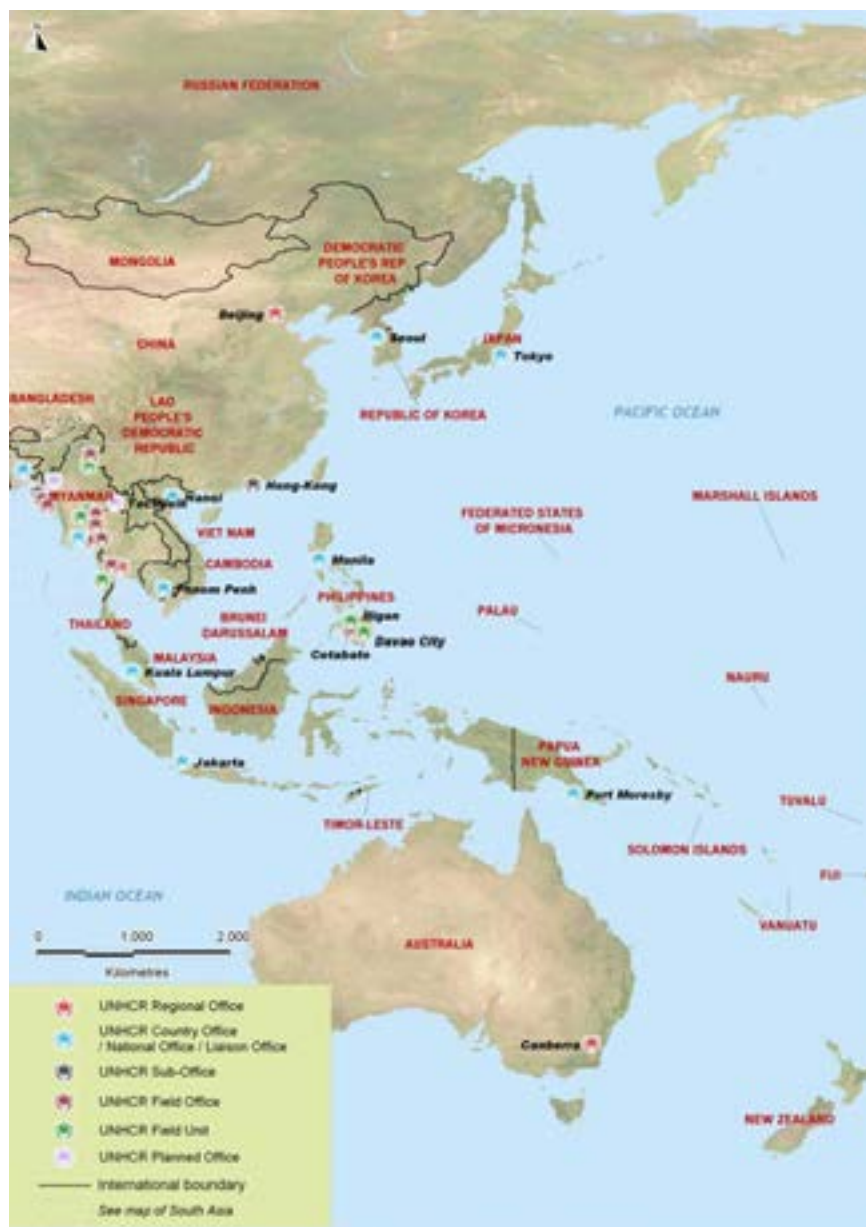 RUSSIAN FEDERATION
MONGOLIA
DEMOCRATIC
PEOPLE'S REP
OF KOREA
Beijing
CHINA
Seoul
JAPAN
Tokyo
BANGLADESH
LAO
PEOPLE'S
DEMOCRATIC
REPUBLIC
REPUBLIC OF KOREA
PACIFIC OCEAN
MYANMAR
Hanoi
Hong-Kong
FEDERATED STATES
OF MICRONESIA
MARSHALL ISLANDS
VIET NAM
CAMBODIA
Manila
Phnom Penh
PHILIPPINES
THAILAND
BRUNEI
DARUSSALAM
PALAU
Davao City
Cotabato
MALAYSIA
Kuala Lumpur
SINGAPORE
INDONESIA
NAURU
Jakarta
PAPUA
NEW GUINEA
Port Moresby
TUVALU
TIMOR-LESTE
SOLOMON ISLANDS
FIJI
INDIAN OCEAN
VANUATU
0 1 000 2 000
Kilometres
AUSTRALIA
Canberra
NEW ZEALAND
UNHCR Regional Office
UNHCR Country Office
/ National Office / Liaison Office
UNHCR Sub-Office
UNHCR Field Office
UNHCR Field Unit
UNHCR Planned Office
International boundary
See map of South Asia